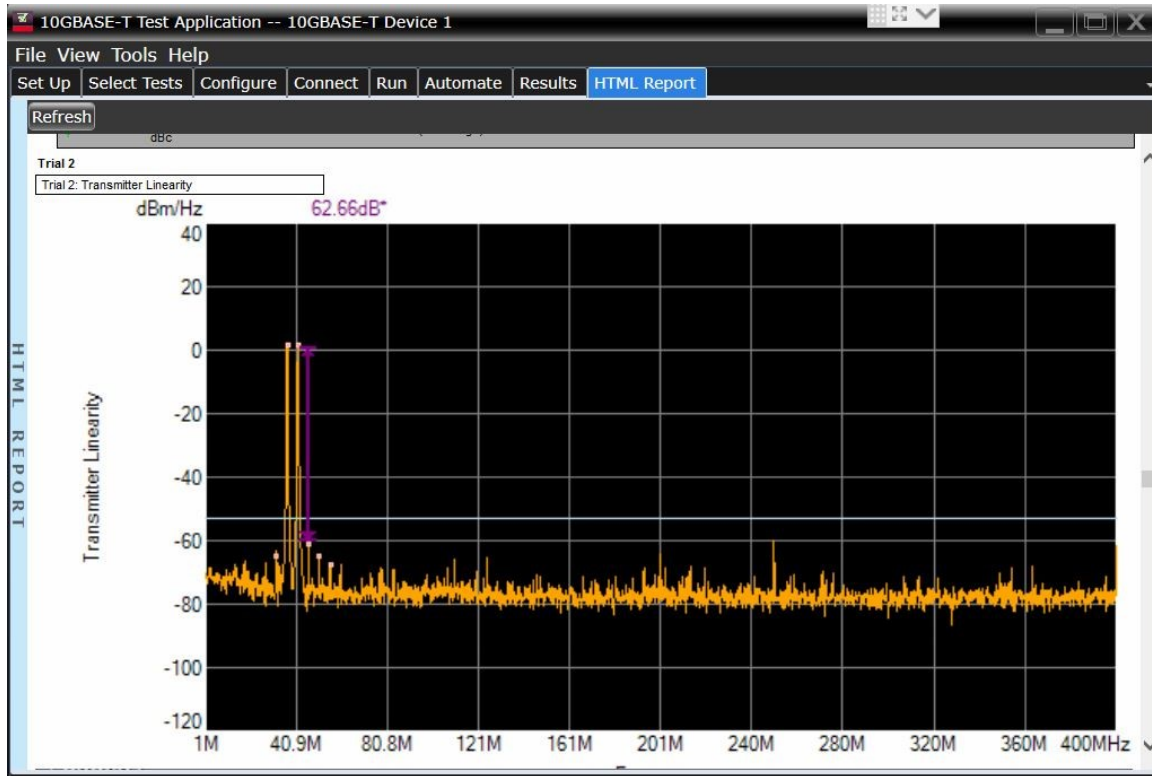 10GBASE-T Test Application -- 10GBASE-T Device 1
File View Tools Help
Set Up Select Tests Configure Connect Run Automate Results HTML Report
Refresh
dBc
HTML REPORT
Trial 2
Trial 2: Transmitter Linearity
dBm/Hz 62.66dB*
Transmitter Linearity
40
20
0
-20
-40
-60
-80
-100
-120
1M 40.9M 80.8M 121M 161M 201M 240M 280M 320M 360M 400MHz